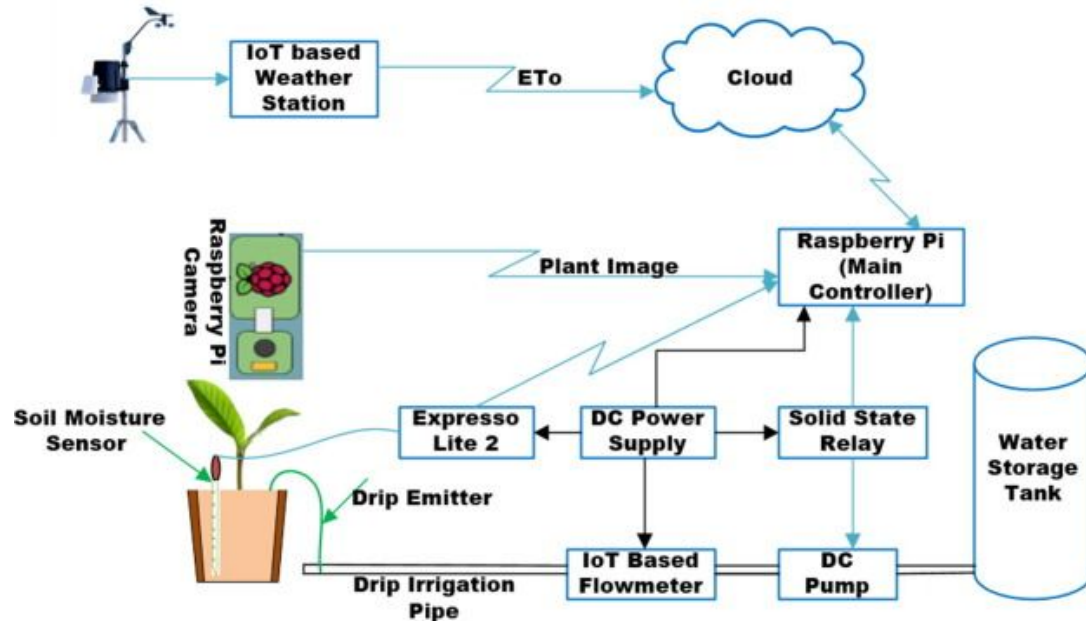 IoT based
Weather
Station
ETo
Cloud
Raspberry Pi
Camera
Plant Image
Raspberry Pi
(Main
Controller)
Soil Moisture
Sensor
Expresso
Lite 2
DC Power
Supply
Solid State
Relay
Water
Storage
Tank
Drip Emitter
IoT Based
Flowmeter
DC
Pump
Drip Irrigation
Pipe